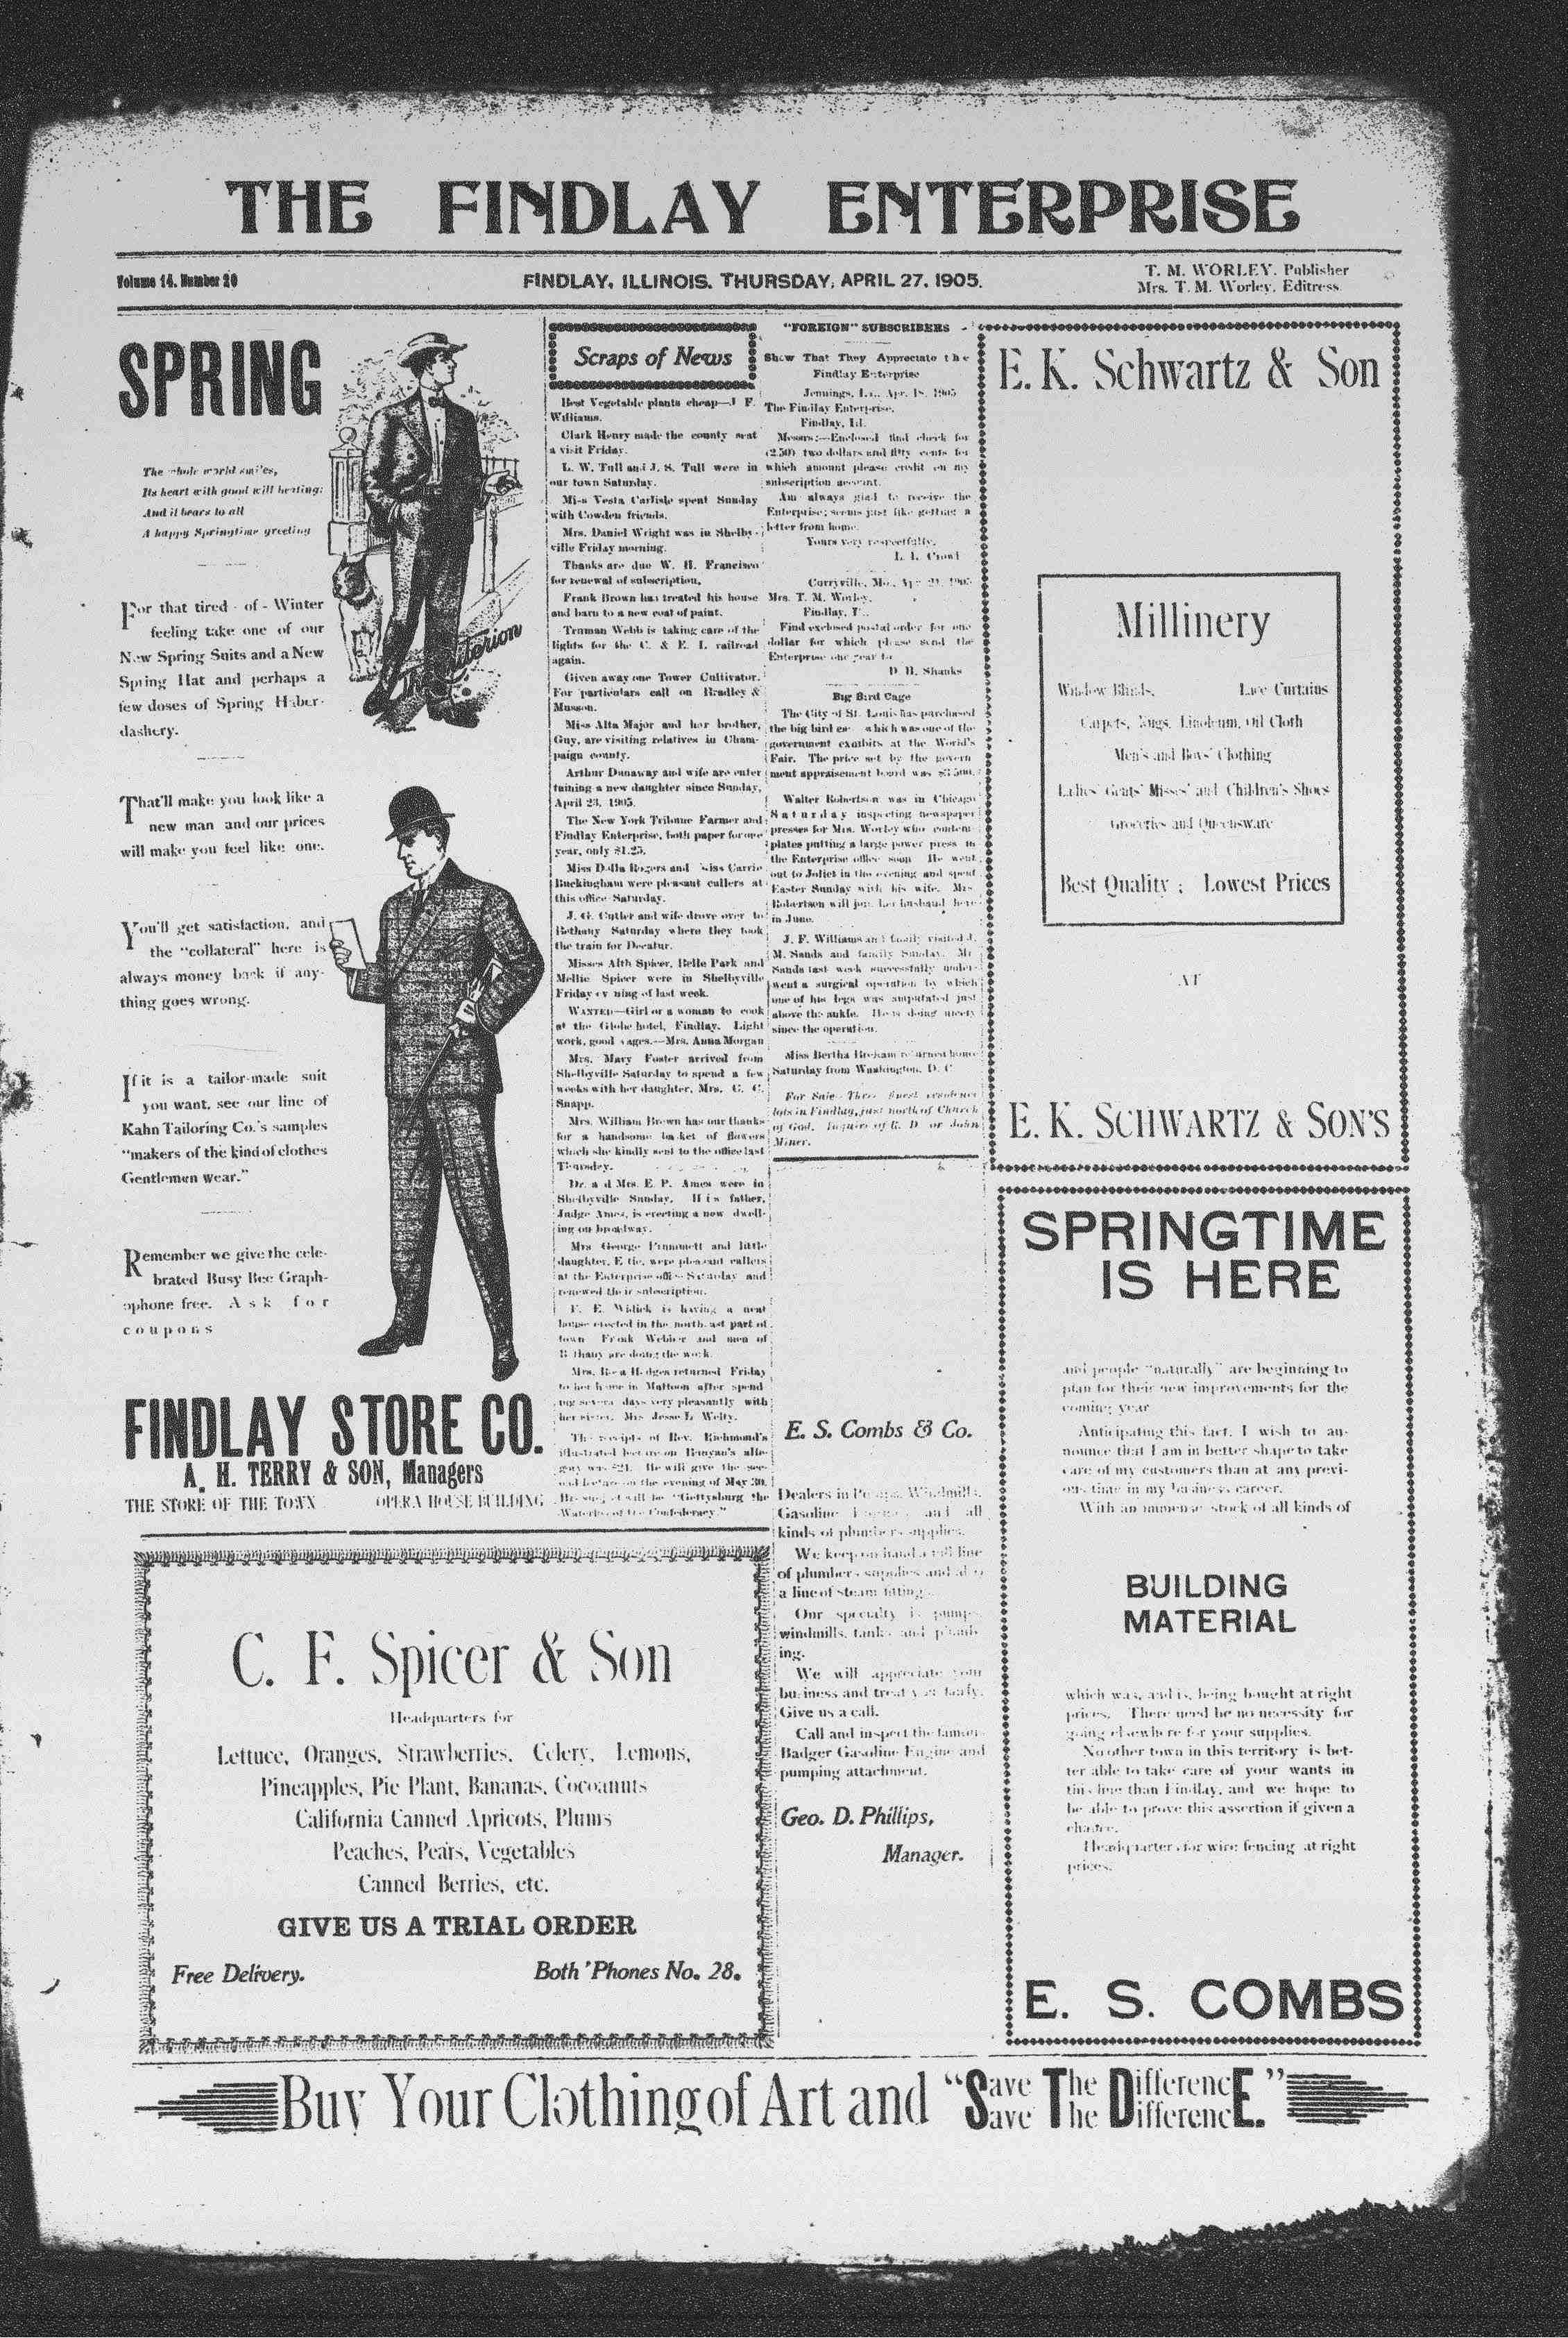 THE FINDLAY ENTERPRISE
Volume 14. Number 20
FINDLAY, ILLINOIS, THURSDAY, APRIL 27, 1905.
T. M. WORLEY, Publisher
Mrs. T. M. Worley, Editress
SPRING
The whole world smiles,
Its heart with good will beating;
And it bears to all
A happy Springtime greeting
For that tired - of - Winter
feeling take one of our
New Spring Suits and a New
Spring Hat and perhaps a
few doses of Spring Haber-
dashery.
That'll make you look like a
new man and our prices
will make you feel like one.
You'll get satisfaction, and
the "collateral" here is
always money back if any-
thing goes wrong.
If it is a tailor-made suit
you want, see our line of
Kahn Tailoring Co.'s samples
"makers of the kind of clothes
Gentlemen wear."
Remember we give the cele-
brated Busy Bee Graph-
ophone free. Ask for
coupons
FINDLAY STORE CO.
A. H. TERRY & SON, Managers
THE STORE OF THE TOWN OPERA HOUSE BUILDING
Scraps of News
Best Vegetable plants cheap—J F.
Williams.
Clark Henry made the county seat
a visit Friday.
L. W. Tull and J. S. Tull were in
our town Saturday.
Miss Vesta Carlisle spent Sunday
with Cowden friends.
Mrs. Daniel Wright was in Shelby-
ville Friday morning.
Thanks are due W. H. Francisco
for renewal of subscription.
Frank Brown has treated his house
and barn to a new coat of paint.
Truman Webb is taking care of the
lights for the C. & E. I. railroad
again.
Given away one Tower Cultivator.
For particulars call on Bradley &
Musson.
Miss Alta Major and her brother,
Guy, are visiting relatives in Cham-
paign county.
Arthur Dunaway and wife are enter
taining a new daughter since Sunday,
April 23, 1905.
The New York Tribune Farmer and
Findlay Enterprise, both paper for one
year, only $1.25.
Miss Della Rogers and Miss Carrie
Buckingham were pleasant callers at
this office Saturday.
J. G. Cutler and wife drove over to
Bethany Saturday where they took
the train for Decatur.
Misses Alth Spicer, Belle Park and
Mellie Spicer were in Shelbyville
Friday evening of last week.
WANTED—Girl or a woman to cook
at the Globe hotel, Findlay. Light
work, good wages.—Mrs. Anna Morgan
Mrs. Mary Foster arrived from
Shelbyville Saturday to spend a few
weeks with her daughter, Mrs. C. C.
Snapp.
Mrs. William Brown has our thanks
for a handsome basket of flowers
which she kindly sent to the office last
Thursday.
Dr. and Mrs. E. P. Ames were in
Shelbyville Sunday. His father,
Judge Ames, is erecting a new dwell-
ing on broadway.
Mrs George and little
daughter, were pleasant callers
at the Enterprise office Saturday and
renewed their subscription.
F. E. Widick is having a neat
house erected in the northeast part of
town Frank Webber and men of
Bethany are doing the work.
Mrs. Hedges returned Friday
to her home in Mattoon after spend
ing several days very pleasantly with
her sister, Mrs Jesse L Welty.
The receipts of Rev. Richmond's
illustrated lecture on Bunyan's alle-
gory was $21. He will give the sec-
ond lecture on the evening of May 30.
His subject will be "Gettysburg the
Waterloo of the Confederacy."
"FOREIGN" SUBSCRIBERS
Show That They Appreciate the
Findlay Enterprise
Jennings, La., Apr. 18, 1905
The Findlay Enterprise,
Findlay, Ill.
Messrs:—Enclosed find check for
(2.50) two dollars and fifty cents for
which amount please credit on my
subscription account.
Am always glad to receive the
Enterprise; seems just like getting a
letter from home.
Yours very respectfully,
L. L. Crowl
Curryville, Mo., Apr 21, 1905
Mrs. T. M. Worley,
Findlay,
Find exclosed postal order for one
dollar for which please send the
Enterprise one year to
D. B. Shanks
Big Bird Cage
The City of St. Louis has purchased
the big bird cage which was one of the
government exhibits at the World's
Fair. The price set by the govern
ment appraisement board was
Walter Robertson was in Chicago
Saturday inspecting newspaper
presses for Mrs. Worley who contem
plates putting a large power press in
the Enterprise office soon He went
out to Joliet in the evening and spent
Easter Sunday with his wife. Mrs
Robertson will join her husband here
in June.
J. F. Williams and family visited J.
M. Sands and family Sunday. Mr
Sands last week successfully under-
went a surgical operation by which
one of his legs was amputated just
above the ankle. He is doing nicely
since the operation.
Miss Bertha returned home
Saturday from Washington, D. C
For Sale—Three finest residence
lots in Findlay, just north of Church
of God. Inquire of R. D. or John
Miner.
E. S. Combs & Co.
Dealers in Pumps, Windmills,
Gasoline Engines and all
kinds of plumbers supplies.
We keep on hand a full line
of plumbers supplies and also
a line of steam fitting
Our specialty is pumps
windmills, tanks and plumb
ing.
We will appreciate your
business and treat you fairly.
Give us a call.
Call and inspect the famous
Badger Gasoline Engine and
pumping attachment.
Geo. D. Phillips,
Manager.
E. K. Schwartz & Son
Millinery
Window Blinds, Lace Curtains
Carpets, Rugs, Linoleum, Oil Cloth
Men's and Boys' Clothing
Ladies' Gents' Misses' and Children's Shoes
Groceries and Queensware
Best Quality ; Lowest Prices
AT
E. K. SCHWARTZ & SON'S
SPRINGTIME
IS HERE
and people "naturally" are beginning to
plan for their new improvements for the
coming year
Anticipating this fact, I wish to an-
nounce that I am in better shape to take
care of my customers than at any previ-
ous time in my business career.
With an immense stock of all kinds of
BUILDING
MATERIAL
which was, and is, being bought at right
prices. There need be no necessity for
going elsewhere for your supplies.
No other town in this territory is bet-
ter able to take care of your wants in
this line than Findlay, and we hope to
be able to prove this assertion if given a
chance.
Headquarters for wire fencing at right
prices.
E. S. COMBS
C. F. Spicer & Son
Headquarters for
Lettuce, Oranges, Strawberries, Celery, Lemons,
Pineapples, Pie Plant, Bananas, Cocoanuts
California Canned Apricots, Plums
Peaches, Pears, Vegetables
Canned Berries, etc.
GIVE US A TRIAL ORDER
Free Delivery. Both 'Phones No. 28.
Buy Your Clothing of Art and "Save The DifferencE."
Save The DifferencE.